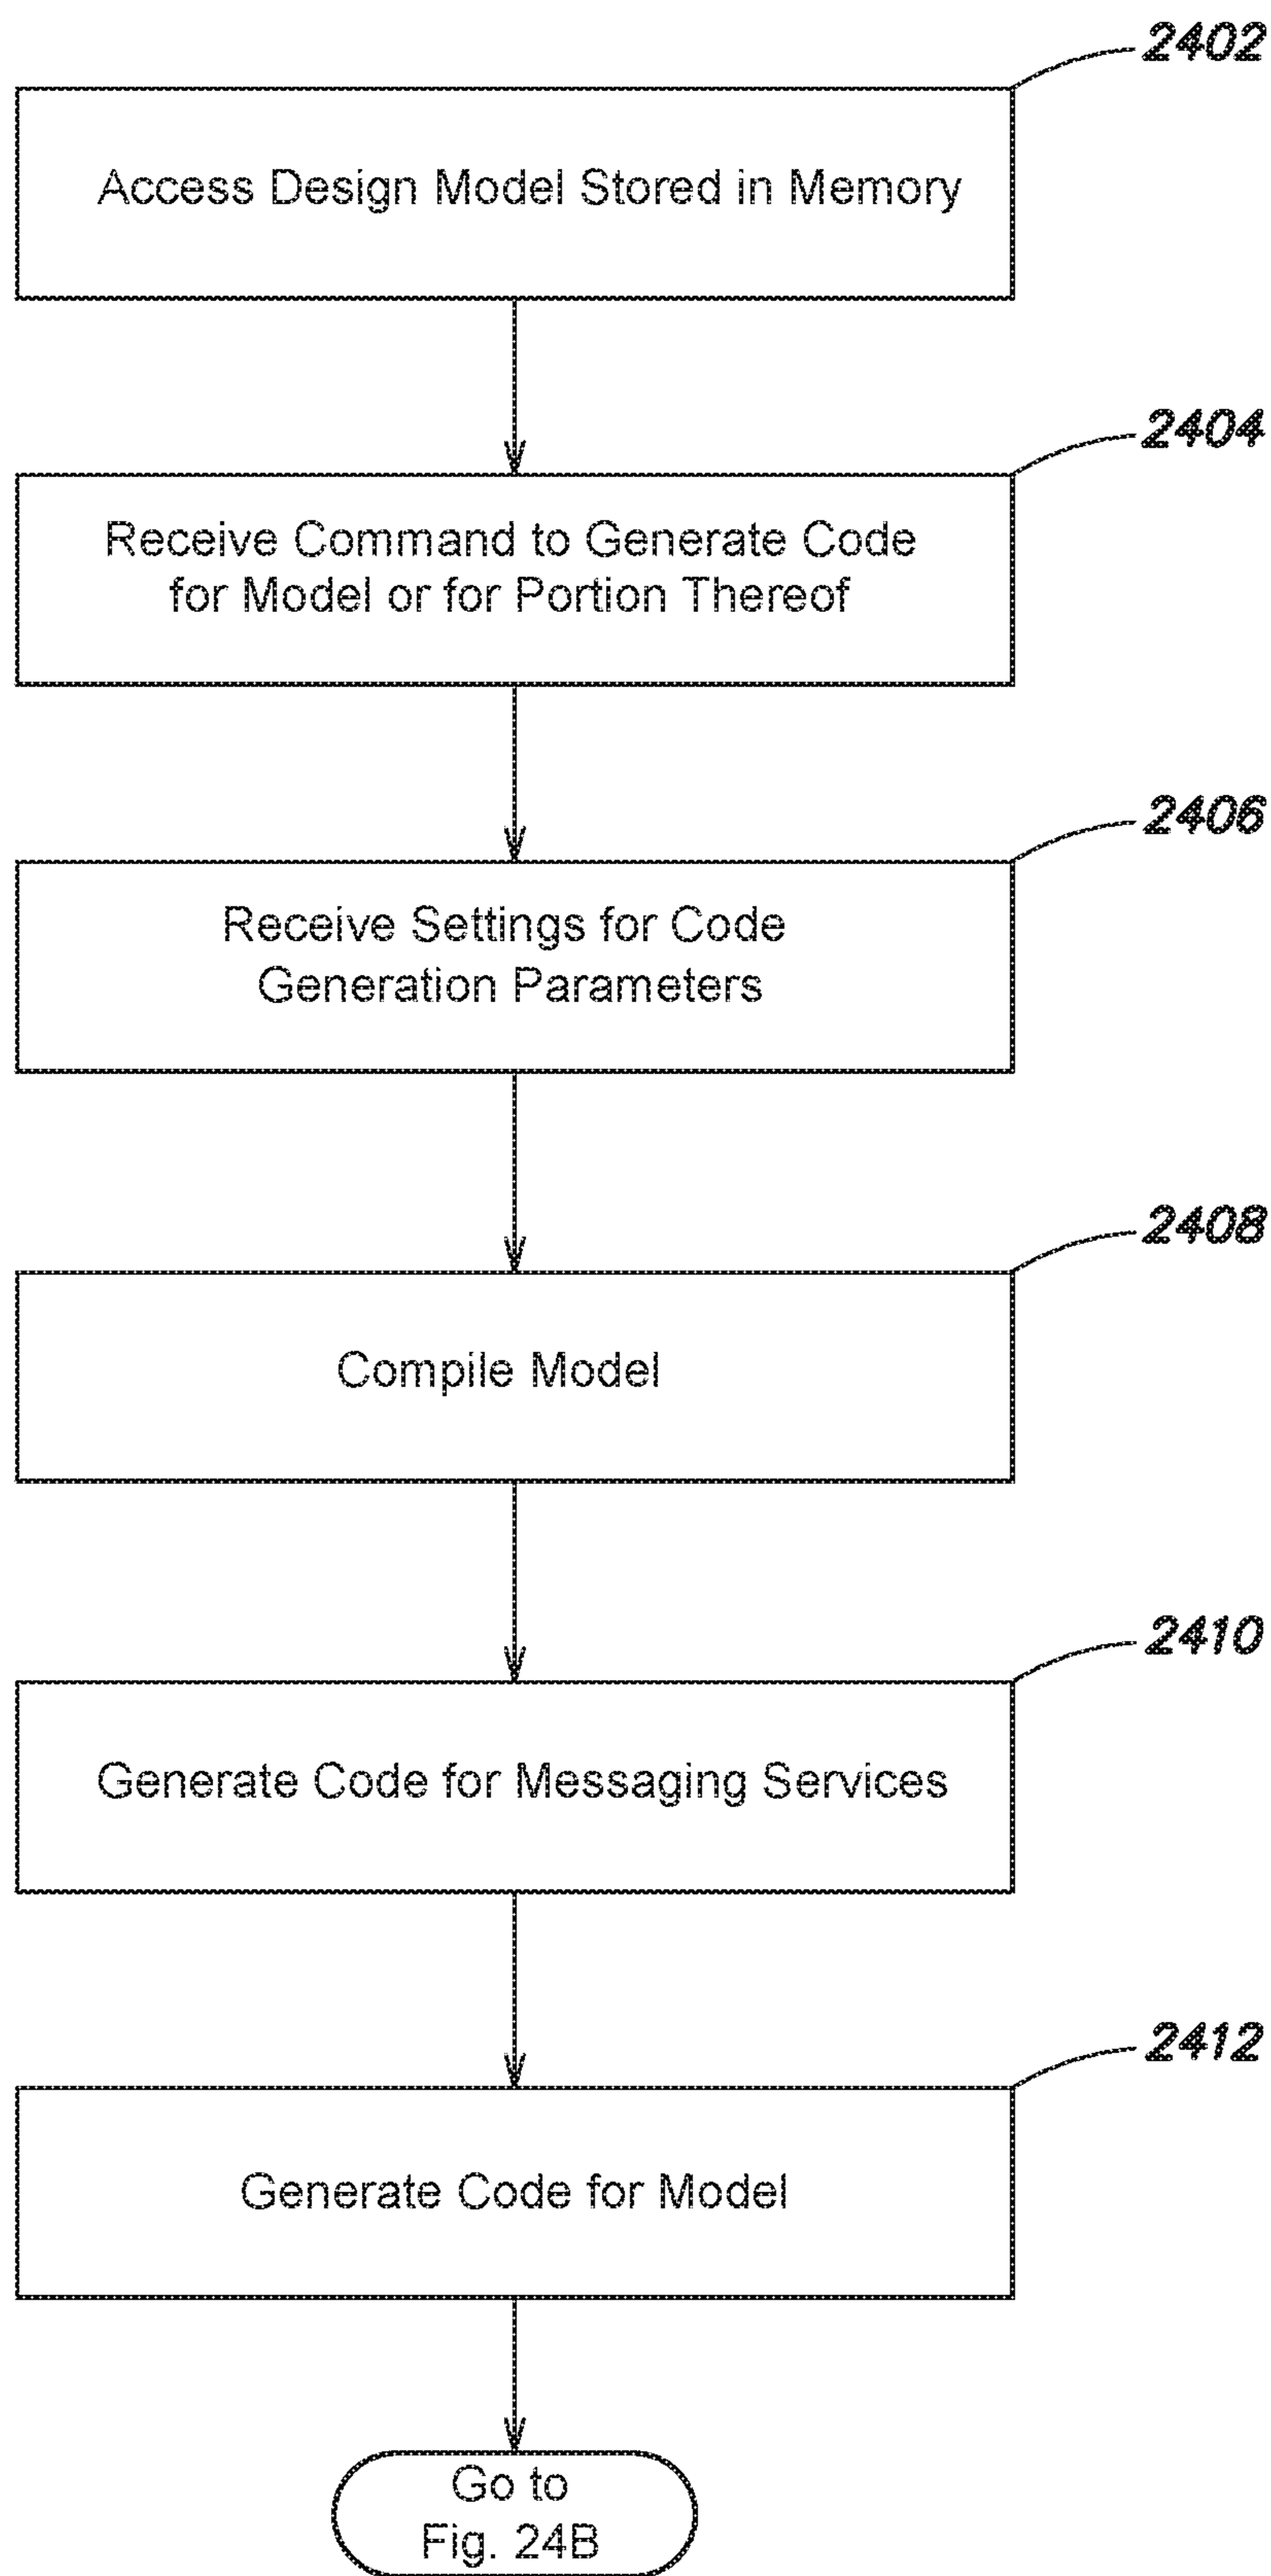 2402
Access Design Model Stored in Memory
2404
Receive Command to Generate Code
for Model or for Portion Thereof
2406
Receive Settings for Code
Generation Parameters
2408
Compile Model
2410
Generate Code for Messaging Services
2412
Generate Code for Model
Go to
Fig. 24B